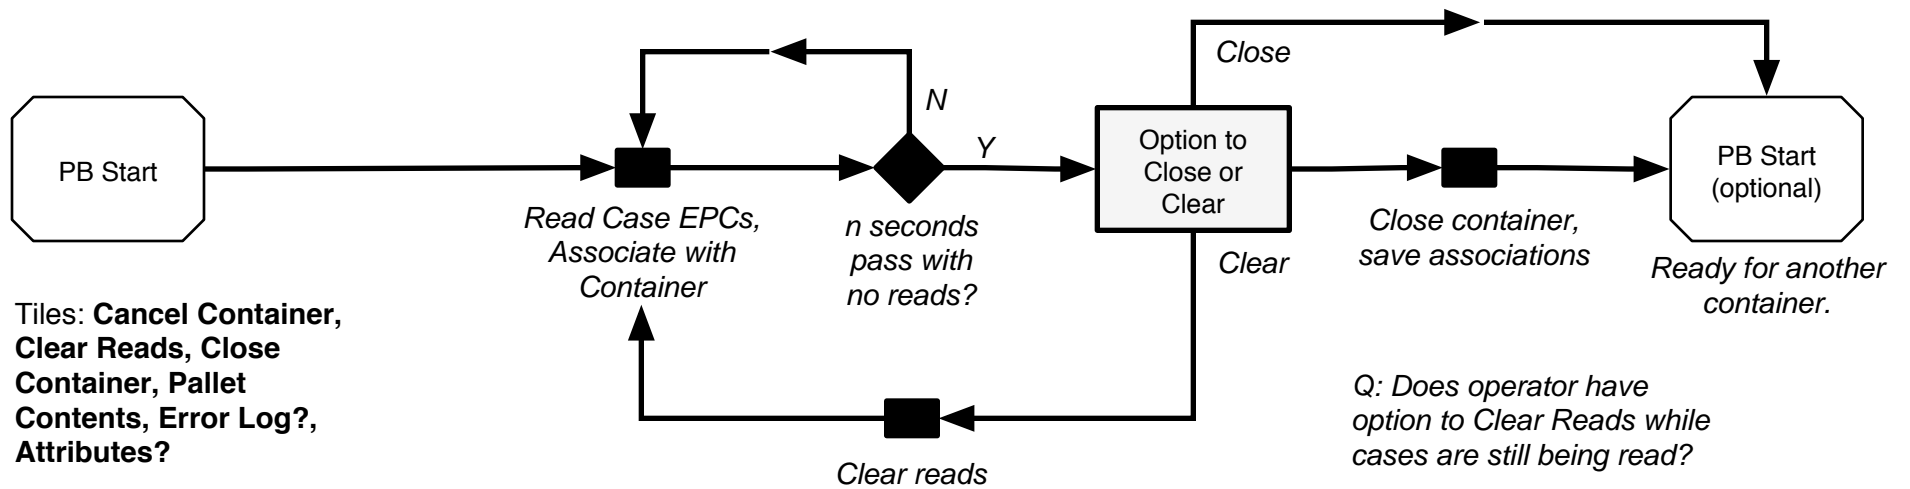 Close
N
Y
PB Start
Option to
Close or
Clear
PB Start
(optional)
Read Case EPCs,
Associate with
Container
n seconds
pass with
no reads?
Clear
Close container,
save associations
Ready for another
container.
Tiles: Cancel Container,
Clear Reads, Close
Container, Pallet
Contents, Error Log?,
Attributes?
Q: Does operator have
option to Clear Reads while
cases are still being read?
Clear reads